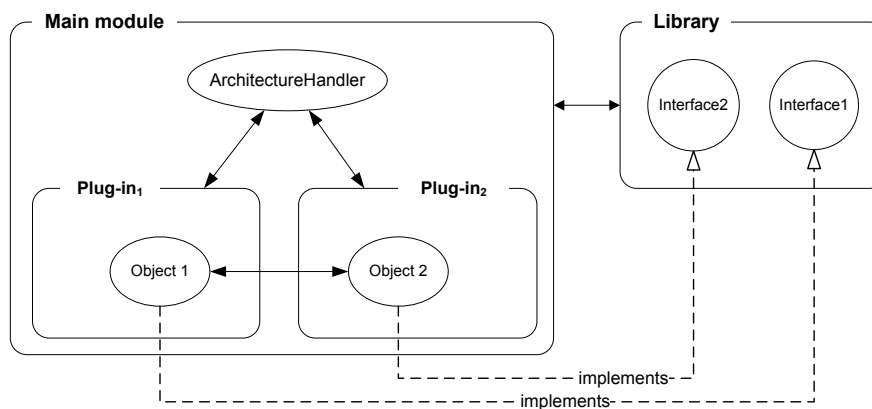 Main module
Library
ArchitectureHandler
Interface2
Interface1
Plug-in₁
Plug-in₂
Object 1
Object 2
implements
implements